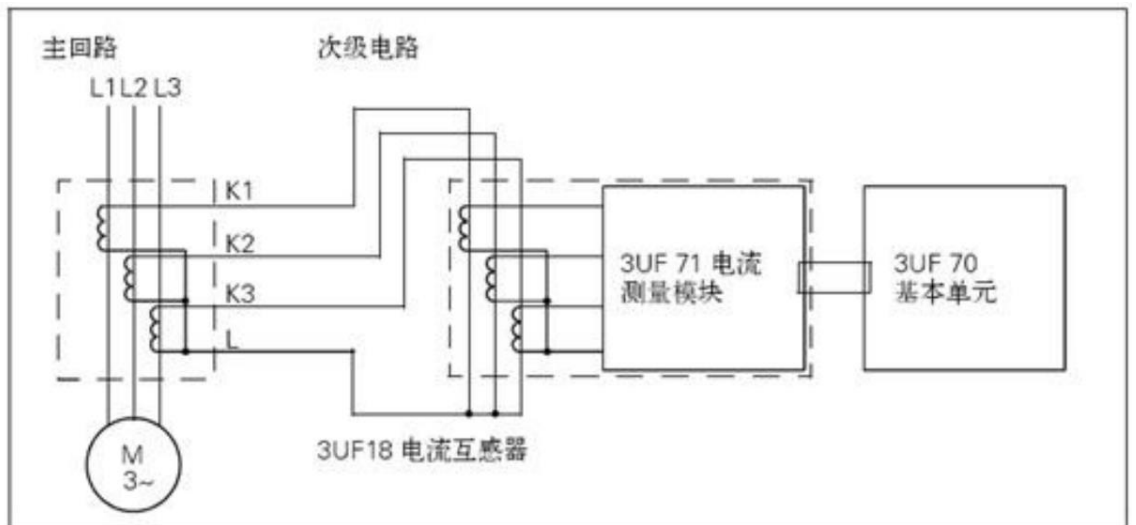 主回路
次级电路
L1 L2 L3
K1
K2
K3
L
3UF 71 电流
测量模块
3UF 70
基本单元
3UF18 电流互感器
M
3~